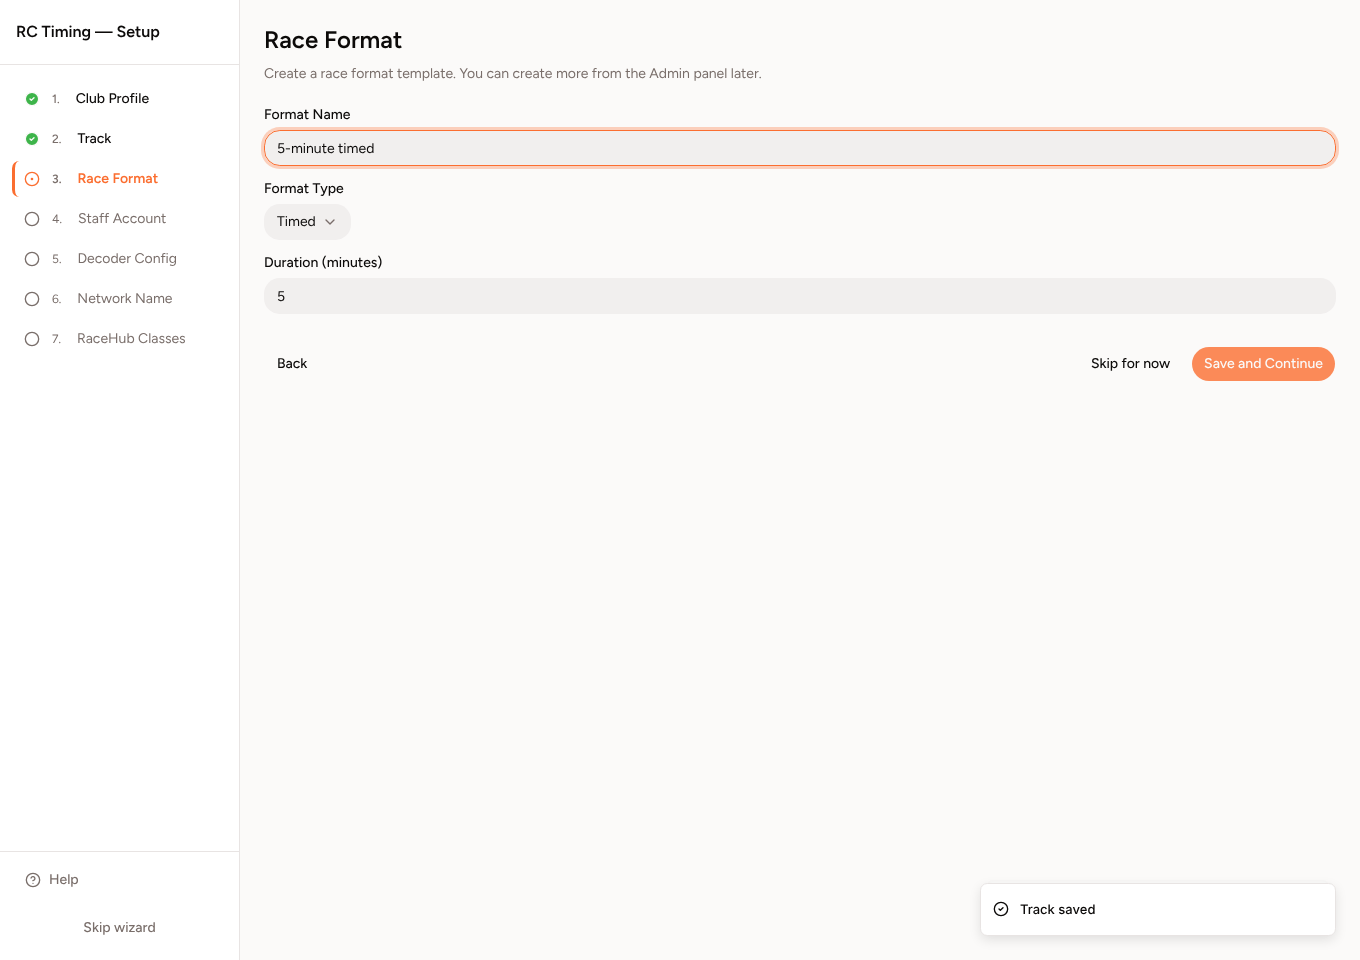 RC Timing — Setup
1. Club Profile
2. Track
3. Race Format
4. Staff Account
5. Decoder Config
6. Network Name
7. RaceHub Classes
Help
Skip wizard
Race Format
Create a race format template. You can create more from the Admin panel later.
Format Name
5-minute timed
Format Type
Timed
Duration (minutes)
5
Back
Skip for now
Save and Continue
Track saved